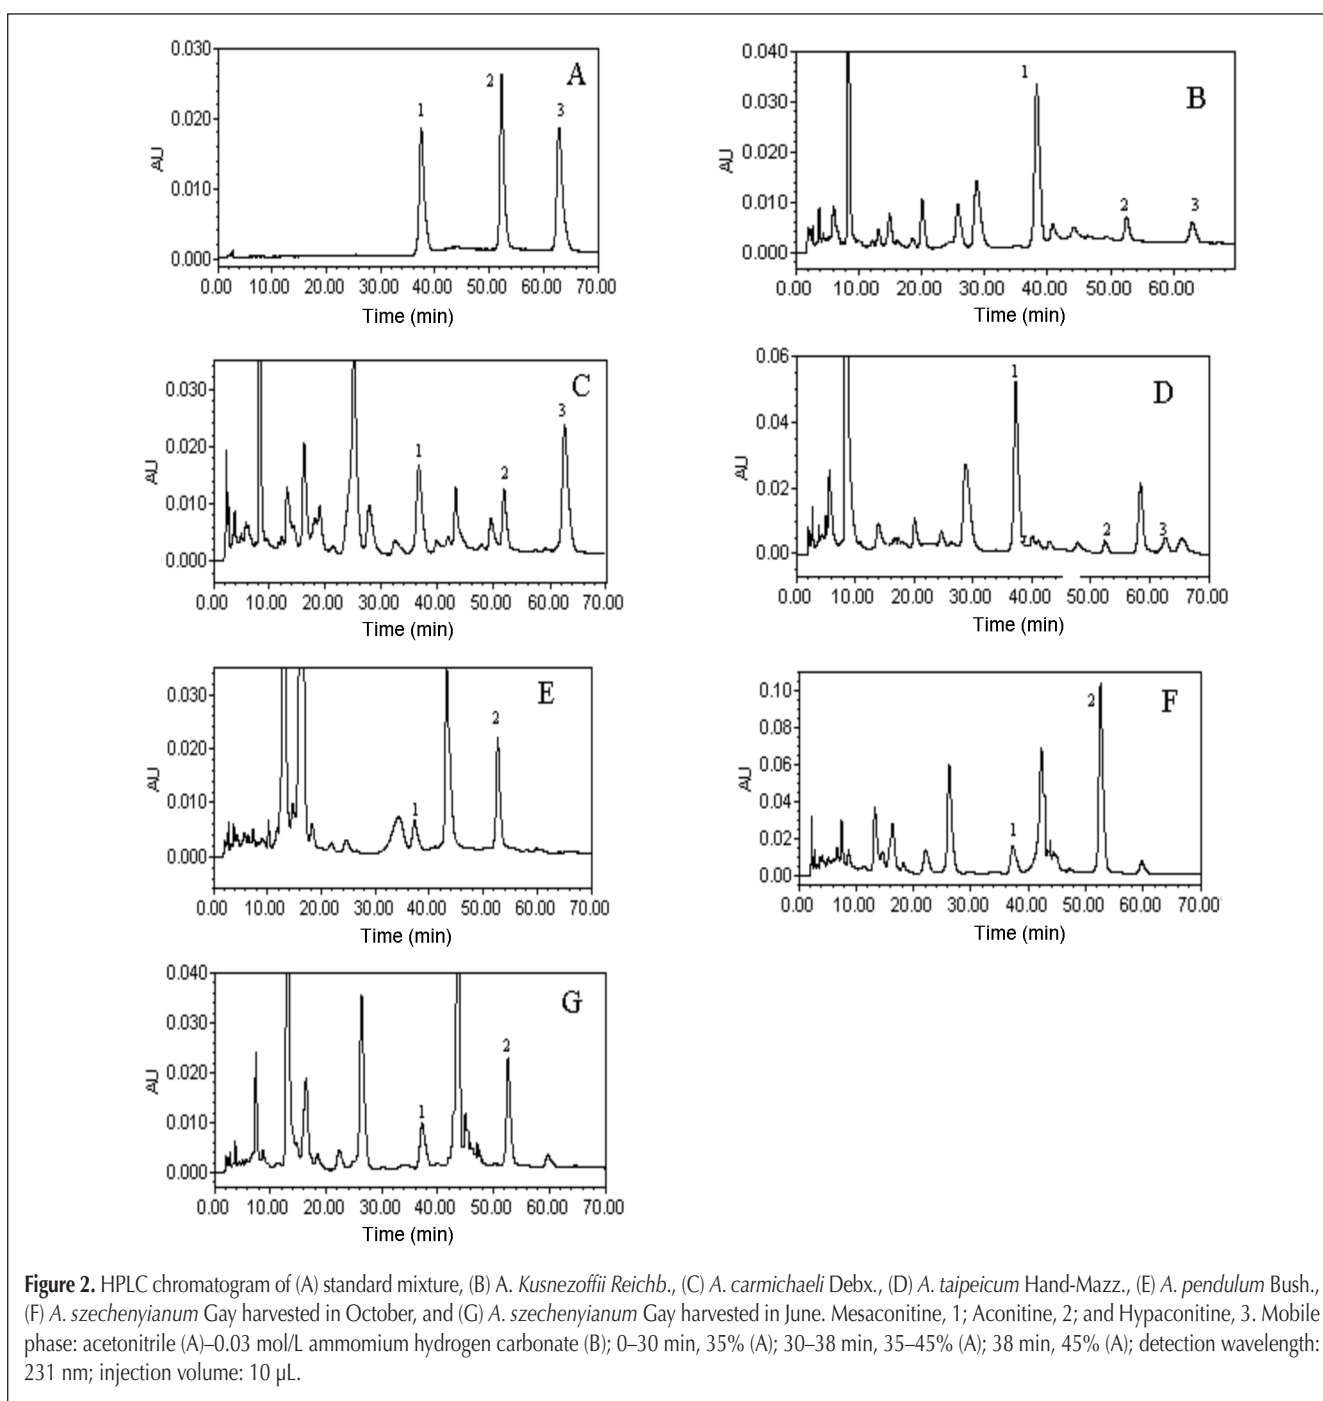 0.030
0.020
0.010
0.000
AU
A
1
2
3
0.00 10.00 20.00 30.00 40.00 50.00 60.00 70.00
Time (min)
0.040
0.030
0.020
0.010
0.000
AU
B
1
2
3
0.00 10.00 20.00 30.00 40.00 50.00 60.00
Time (min)
0.030
0.020
0.010
0.000
AU
C
1
2
3
0.00 10.00 20.00 30.00 40.00 50.00 60.00 70.00
Time (min)
0.06
0.04
0.02
0.00
AU
D
1
2
3
0.00 10.00 20.00 30.00 40.00 50.00 60.00 70.00
Time (min)
0.030
0.020
0.010
0.000
AU
E
1
2
0.00 10.00 20.00 30.00 40.00 50.00 60.00 70.00
Time (min)
0.10
0.08
0.06
0.04
0.02
0.00
AU
F
1
2
0.00 10.00 20.00 30.00 40.00 50.00 60.00 70.00
Time (min)
0.040
0.030
0.020
0.010
0.000
AU
G
1
2
0.00 10.00 20.00 30.00 40.00 50.00 60.00 70.00
Time (min)
Figure 2. HPLC chromatogram of (A) standard mixture, (B) A. Kusnezoffii Reichb., (C) A. carmichaeli Debx., (D) A. taipeicum Hand-Mazz., (E) A. pendulum Bush.,
(F) A. szechenyianum Gay harvested in October, and (G) A. szechenyianum Gay harvested in June. Mesaconitine, 1; Aconitine, 2; and Hypaconitine, 3. Mobile
phase: acetonitrile (A)–0.03 mol/L ammomium hydrogen carbonate (B); 0–30 min, 35% (A); 30–38 min, 35–45% (A); 38 min, 45% (A); detection wavelength:
231 nm; injection volume: 10 µL.